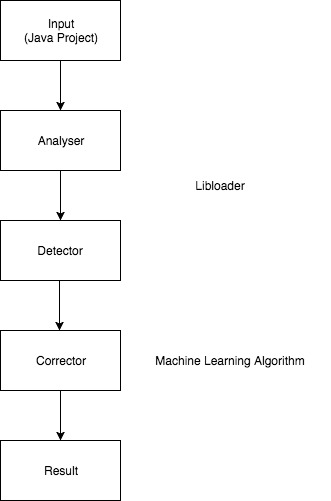 Input
(Java Project)
Analyser
Libloader
Detector
Corrector
Machine Learning Algorithm
Result